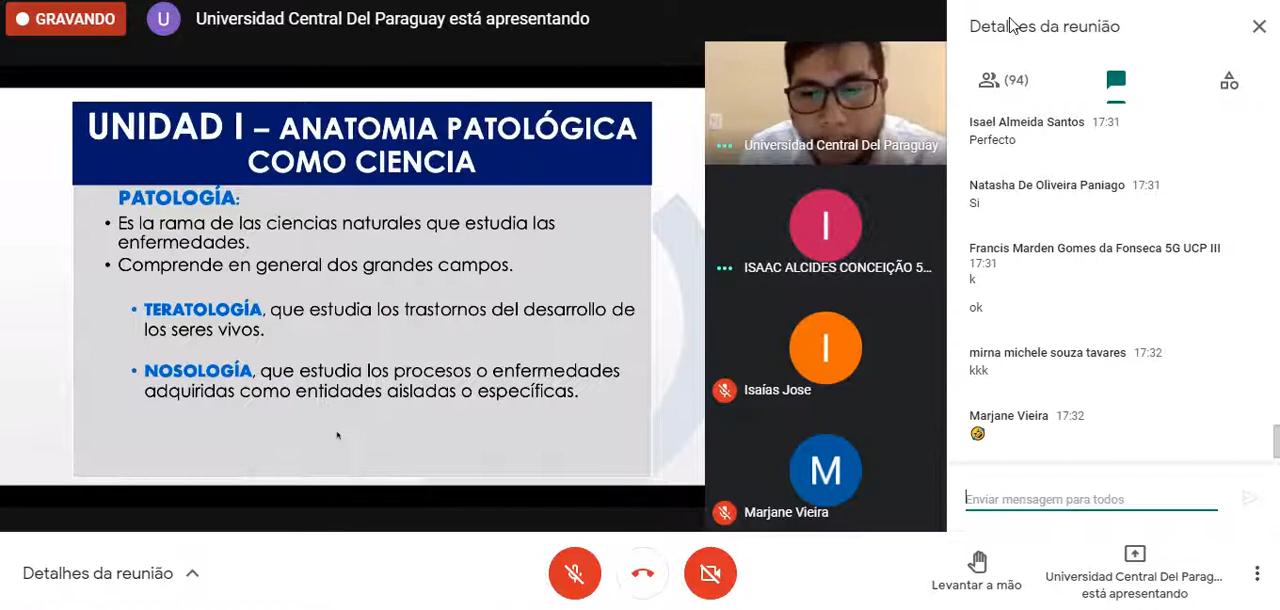 GRAVANDO
U
Universidad Central Del Paraguay está apresentando
UNIDAD I – ANATOMIA PATOLÓGICA
COMO CIENCIA
PATOLOGÍA:
• Es la rama de las ciencias naturales que estudia las
enfermedades.
• Comprende en general dos grandes campos.
• TERATOLOGÍA, que estudia los trastornos del desarrollo de
los seres vivos.
• NOSOLOGÍA, que estudia los procesos o enfermedades
adquiridas como entidades aisladas o específicas.
Universidad Central Del Paraguay
I
ISAAC ALCIDES CONCEIÇÃO 5...
I
Isaías Jose
M
Marjane Vieira
Detalhes da reunião
(94)
Isael Almeida Santos 17:31
Perfecto
Natasha De Oliveira Paniago 17:31
Si
Francis Marden Gomes da Fonseca 5G UCP III
17:31
k
ok
mirna michele souza tavares 17:32
kkk
Marjane Vieira 17:32
Enviar mensagem para todos
Detalhes da reunião
Levantar a mão
Universidad Central Del Parag...
está apresentando